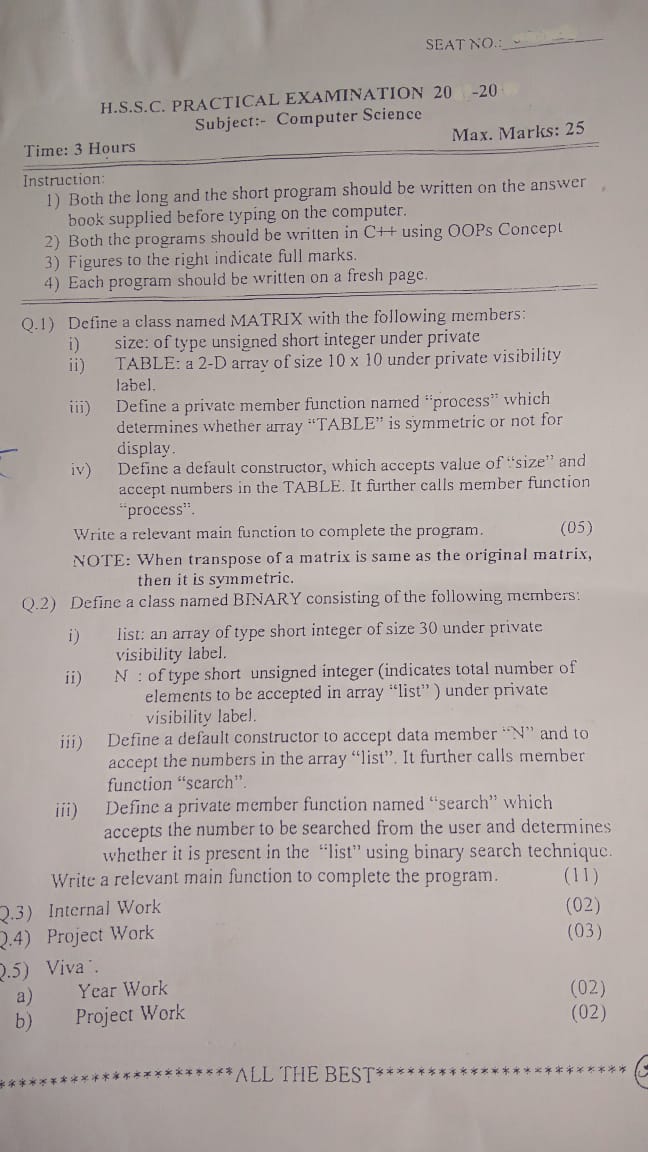 SEAT NO.:
H.S.S.C. PRACTICAL EXAMINATION 20 -20
Subject:- Computer Science
Time: 3 Hours Max. Marks: 25
Instruction:
1) Both the long and the short program should be written on the answer
book supplied before typing on the computer.
2) Both the programs should be written in C++ using OOPs Concept
3) Figures to the right indicate full marks.
4) Each program should be written on a fresh page.
Q.1) Define a class named MATRIX with the following members:
i) size: of type unsigned short integer under private
ii) TABLE: a 2-D array of size 10 x 10 under private visibility
label.
iii) Define a private member function named "process" which
determines whether array "TABLE" is symmetric or not for
display.
iv) Define a default constructor, which accepts value of "size" and
accept numbers in the TABLE. It further calls member function
"process".
Write a relevant main function to complete the program. (05)
NOTE: When transpose of a matrix is same as the original matrix,
then it is symmetric.
Q.2) Define a class named BINARY consisting of the following members:
i) list: an array of type short integer of size 30 under private
visibility label.
ii) N : of type short unsigned integer (indicates total number of
elements to be accepted in array "list" ) under private
visibility label.
iii) Define a default constructor to accept data member "N" and to
accept the numbers in the array "list". It further calls member
function "search".
iii) Define a private member function named "search" which
accepts the number to be searched from the user and determines
whether it is present in the "list" using binary search technique.
Write a relevant main function to complete the program. (11)
Q.3) Internal Work (02)
Q.4) Project Work (03)
Q.5) Viva .
a) Year Work (02)
b) Project Work (02)
***********************ALL THE BEST************************